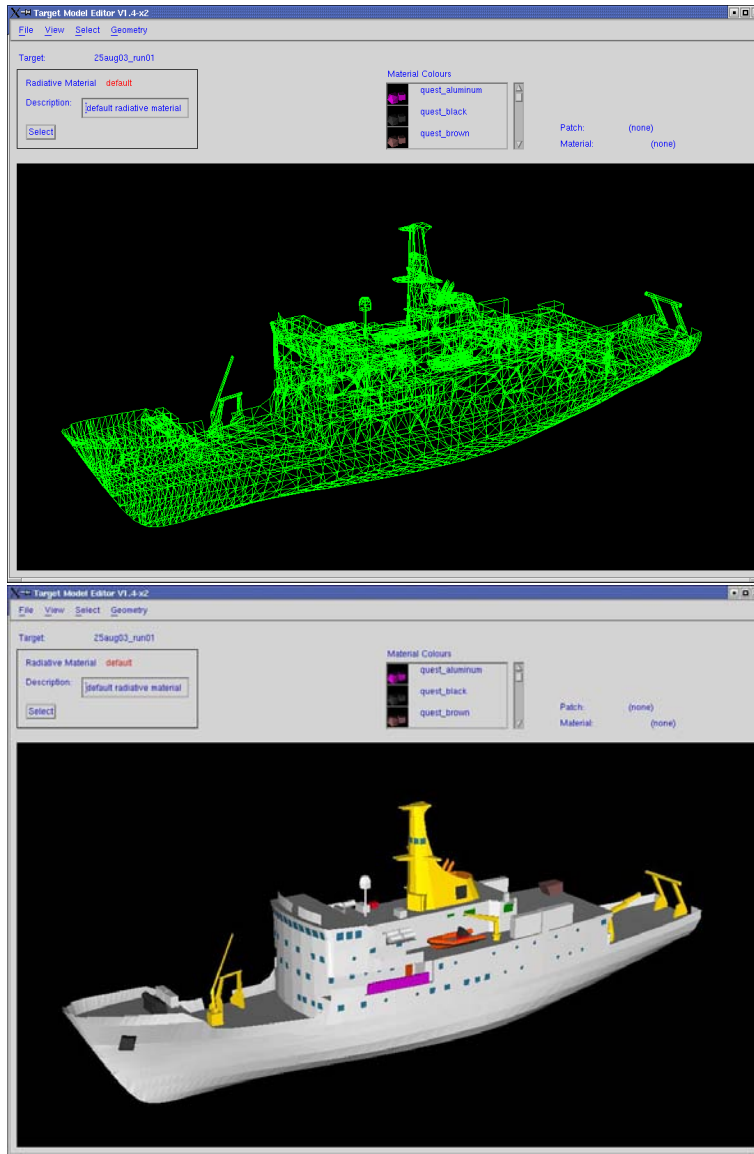 Target Model Editor V1.4-x2
File View Select Geometry
Target: 25aug03_run01
Radiative Material default
Description: default radiative material
Select
Material Colours
quest_aluminum
quest_black
quest_brown
Patch: (none)
Material: (none)
Target Model Editor V1.4-x2
File View Select Geometry
Target: 25aug03_run01
Radiative Material default
Description: default radiative material
Select
Material Colours
quest_aluminum
quest_black
quest_brown
Patch: (none)
Material: (none)